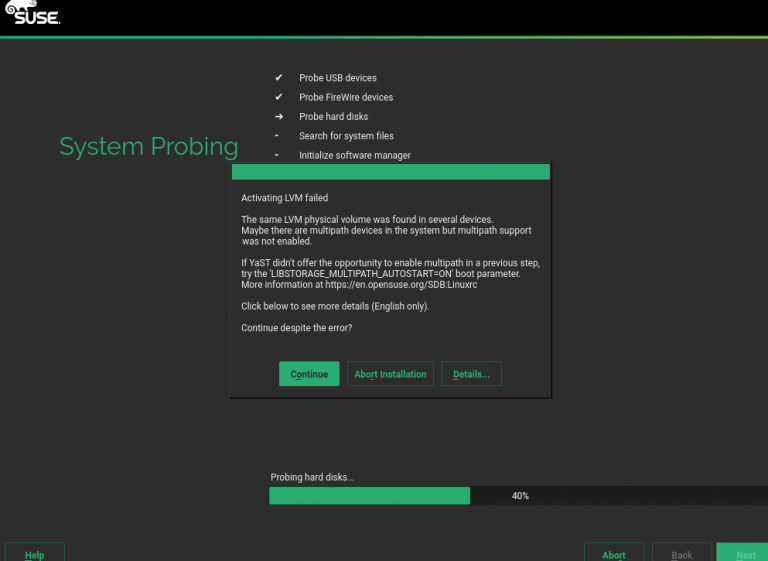 SUSE.
✔ Probe USB devices
✔ Probe FireWire devices
➜ Probe hard disks
- Search for system files
- Initialize software manager
System Probing
Activating LVM failed
The same LVM physical volume was found in several devices.
Maybe there are multipath devices in the system but multipath support
was not enabled.
If YaST didn't offer the opportunity to enable multipath in a previous step,
try the 'LIBSTORAGE_MULTIPATH_AUTOSTART=ON' boot parameter.
More information at https://en.opensuse.org/SDB:Linuxrc
Click below to see more details (English only).
Continue despite the error?
Continue Abort Installation Details...
Probing hard disks...
40%
Help Abort Back Next